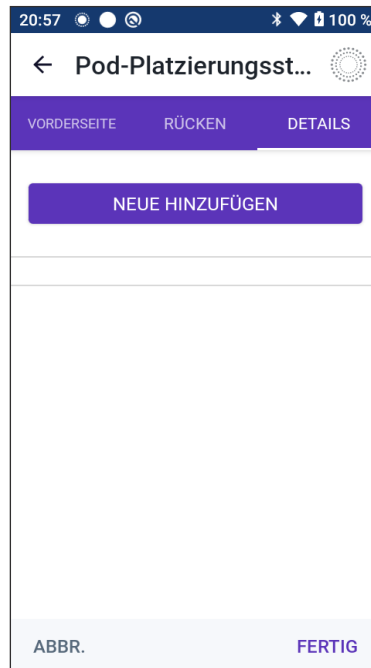 20:57 100 %
Pod-Platzierungsst...
VORDERSEITE RÜCKEN DETAILS
NEUE HINZUFÜGEN
ABBR. FERTIG